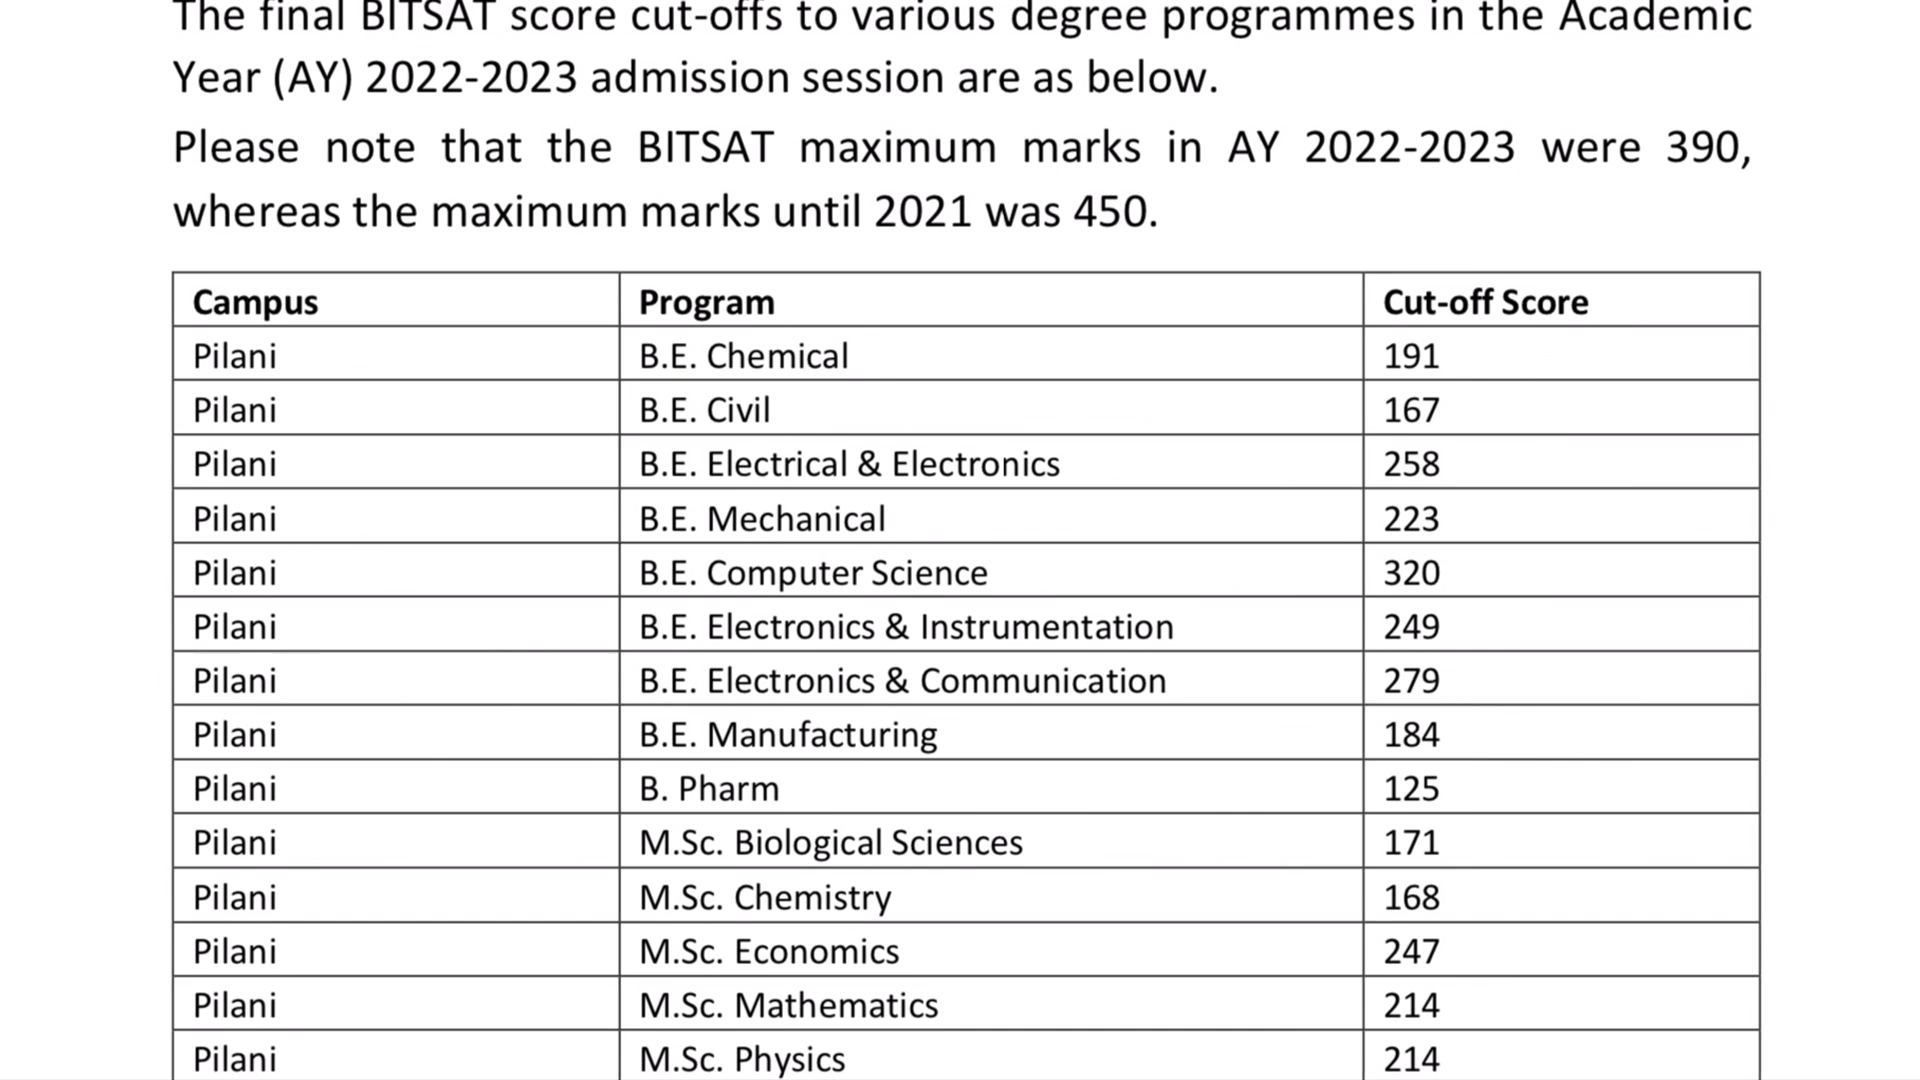 The final BITSAT score cut-offs to various degree programmes in the Academic
Year (AY) 2022-2023 admission session are as below.
Please note that the BITSAT maximum marks in AY 2022-2023 were 390,
whereas the maximum marks until 2021 was 450.
Campus Program Cut-off Score
Pilani B.E. Chemical 191
Pilani B.E. Civil 167
Pilani B.E. Electrical & Electronics 258
Pilani B.E. Mechanical 223
Pilani B.E. Computer Science 320
Pilani B.E. Electronics & Instrumentation 249
Pilani B.E. Electronics & Communication 279
Pilani B.E. Manufacturing 184
Pilani B. Pharm 125
Pilani M.Sc. Biological Sciences 171
Pilani M.Sc. Chemistry 168
Pilani M.Sc. Economics 247
Pilani M.Sc. Mathematics 214
Pilani M.Sc. Physics 214